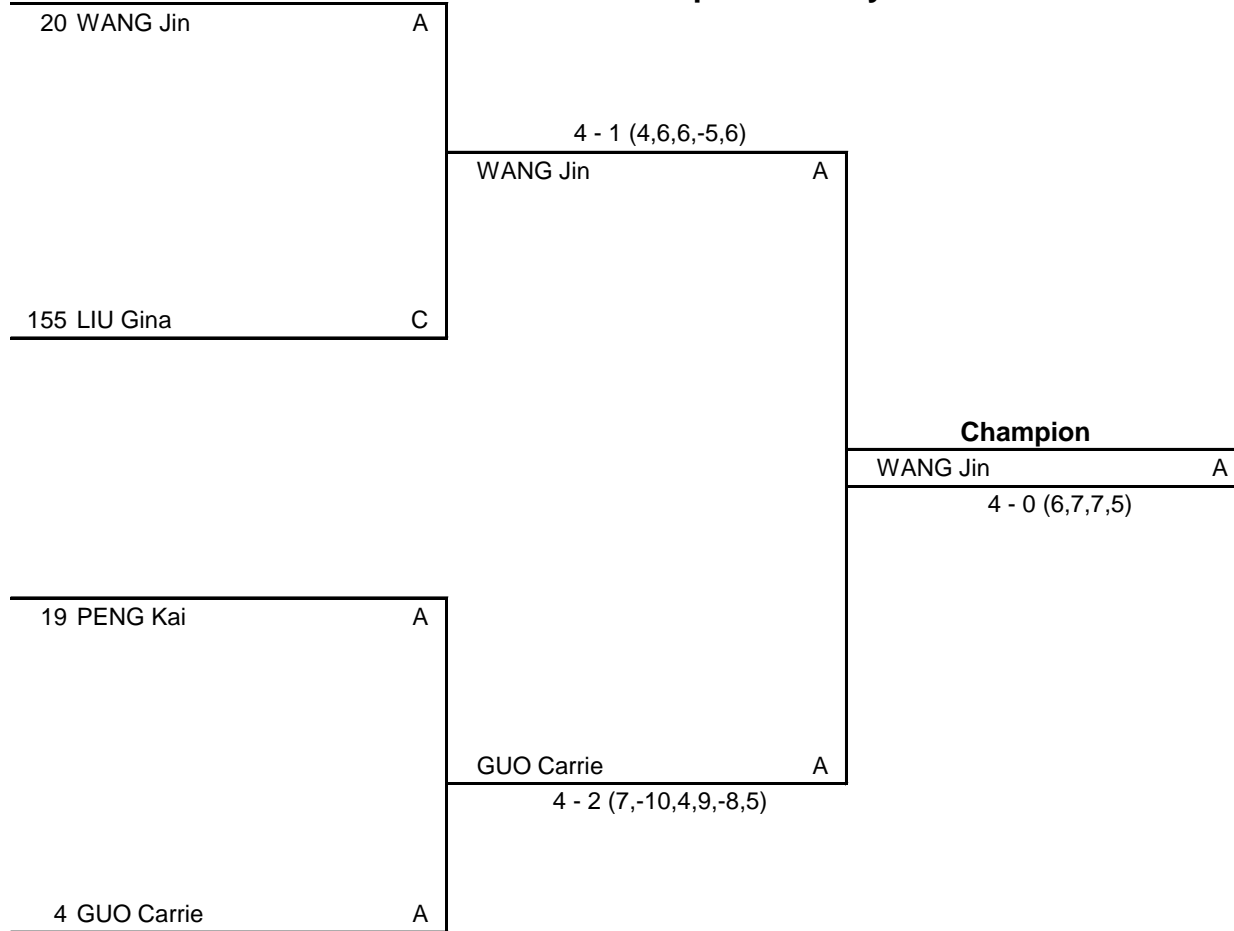 20 WANG Jin A
4 - 1 (4,6,6,-5,6)
WANG Jin A
155 LIU Gina C
Champion
WANG Jin A
4 - 0 (6,7,7,5)
19 PENG Kai A
GUO Carrie A
4 - 2 (7,-10,4,9,-8,5)
4 GUO Carrie A